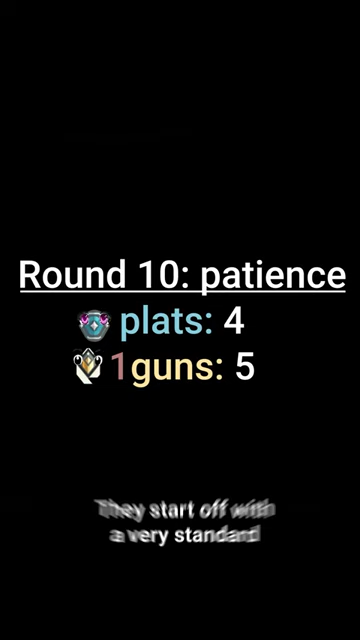 Round 10: patience
plats: 4
1guns: 5
They start off with
a very standard